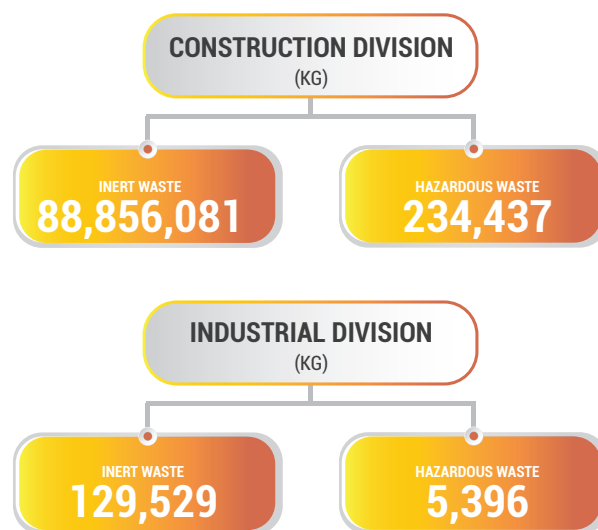 CONSTRUCTION DIVISION
(KG)
INERT WASTE
88,856,081
HAZARDOUS WASTE
234,437
INDUSTRIAL DIVISION
(KG)
INERT WASTE
129,529
HAZARDOUS WASTE
5,396